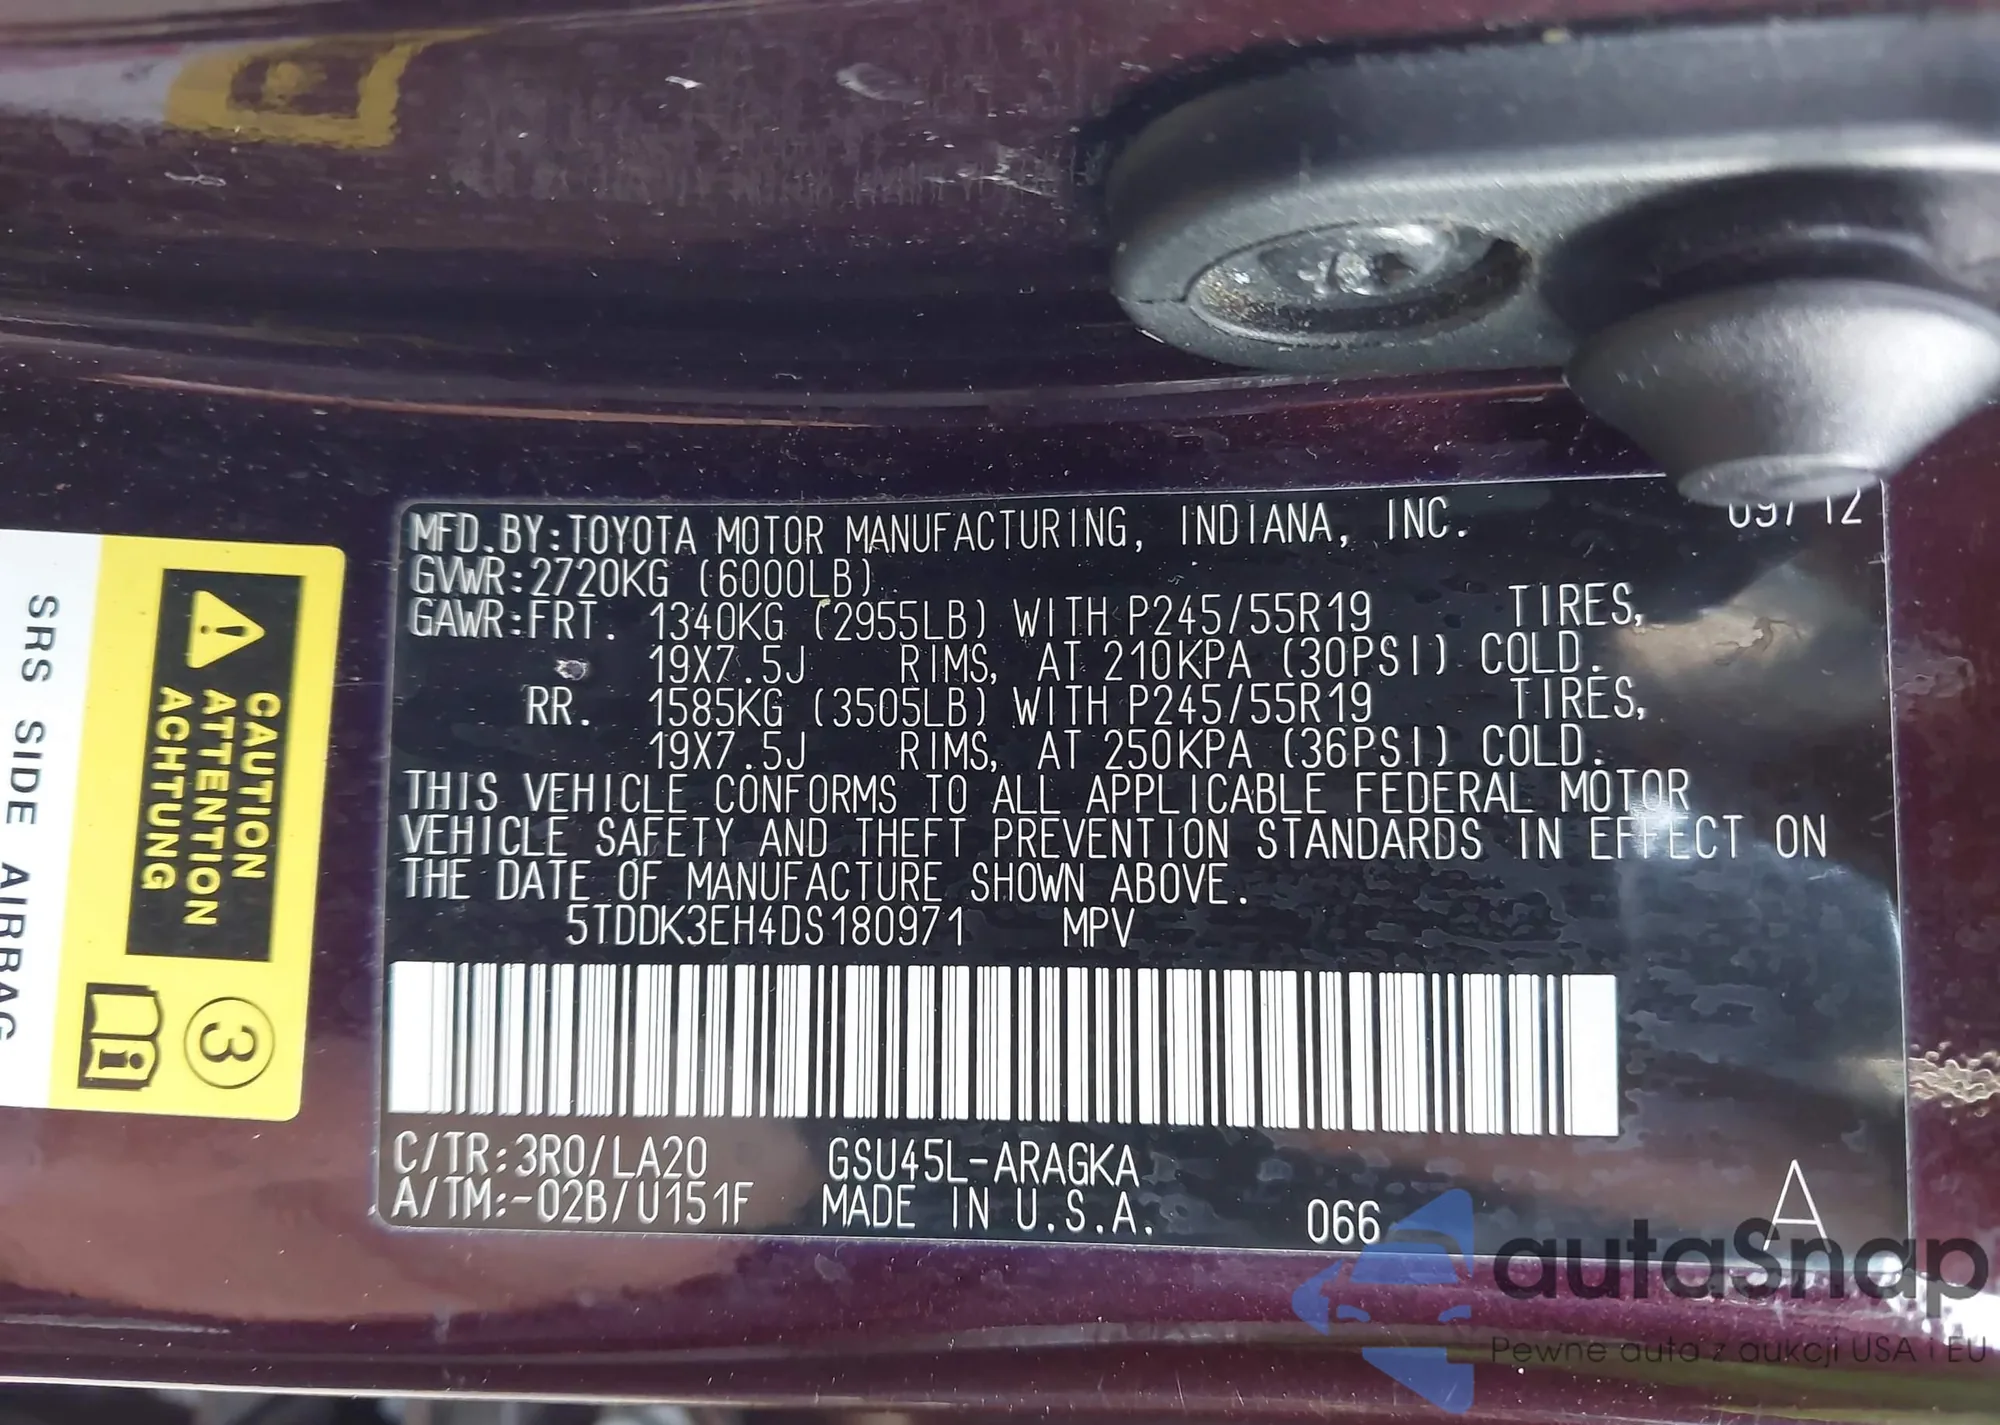 SRS SIDE AIRBAG
CAUTION
ATTENTION
ACHTUNG
3
MFD.BY:TOYOTA MOTOR MANUFACTURING, INDIANA, INC. 09/12
GVWR:2720KG (6000LB)
GAWR:FRT. 1340KG (2955LB) WITH P245/55R19 TIRES,
19X7.5J RIMS, AT 210KPA (30PSI) COLD.
RR. 1585KG (3505LB) WITH P245/55R19 TIRES,
19X7.5J RIMS, AT 250KPA (36PSI) COLD.
THIS VEHICLE CONFORMS TO ALL APPLICABLE FEDERAL MOTOR
VEHICLE SAFETY AND THEFT PREVENTION STANDARDS IN EFFECT ON
THE DATE OF MANUFACTURE SHOWN ABOVE.
5TDDK3EH4DS180971 MPV
C/TR:3R0/LA20 GSU45L-ARAGKA
A/TM:-02B/U151F MADE IN U.S.A. 066 A
autaSnap
Pewne auta z aukcji USA i EU